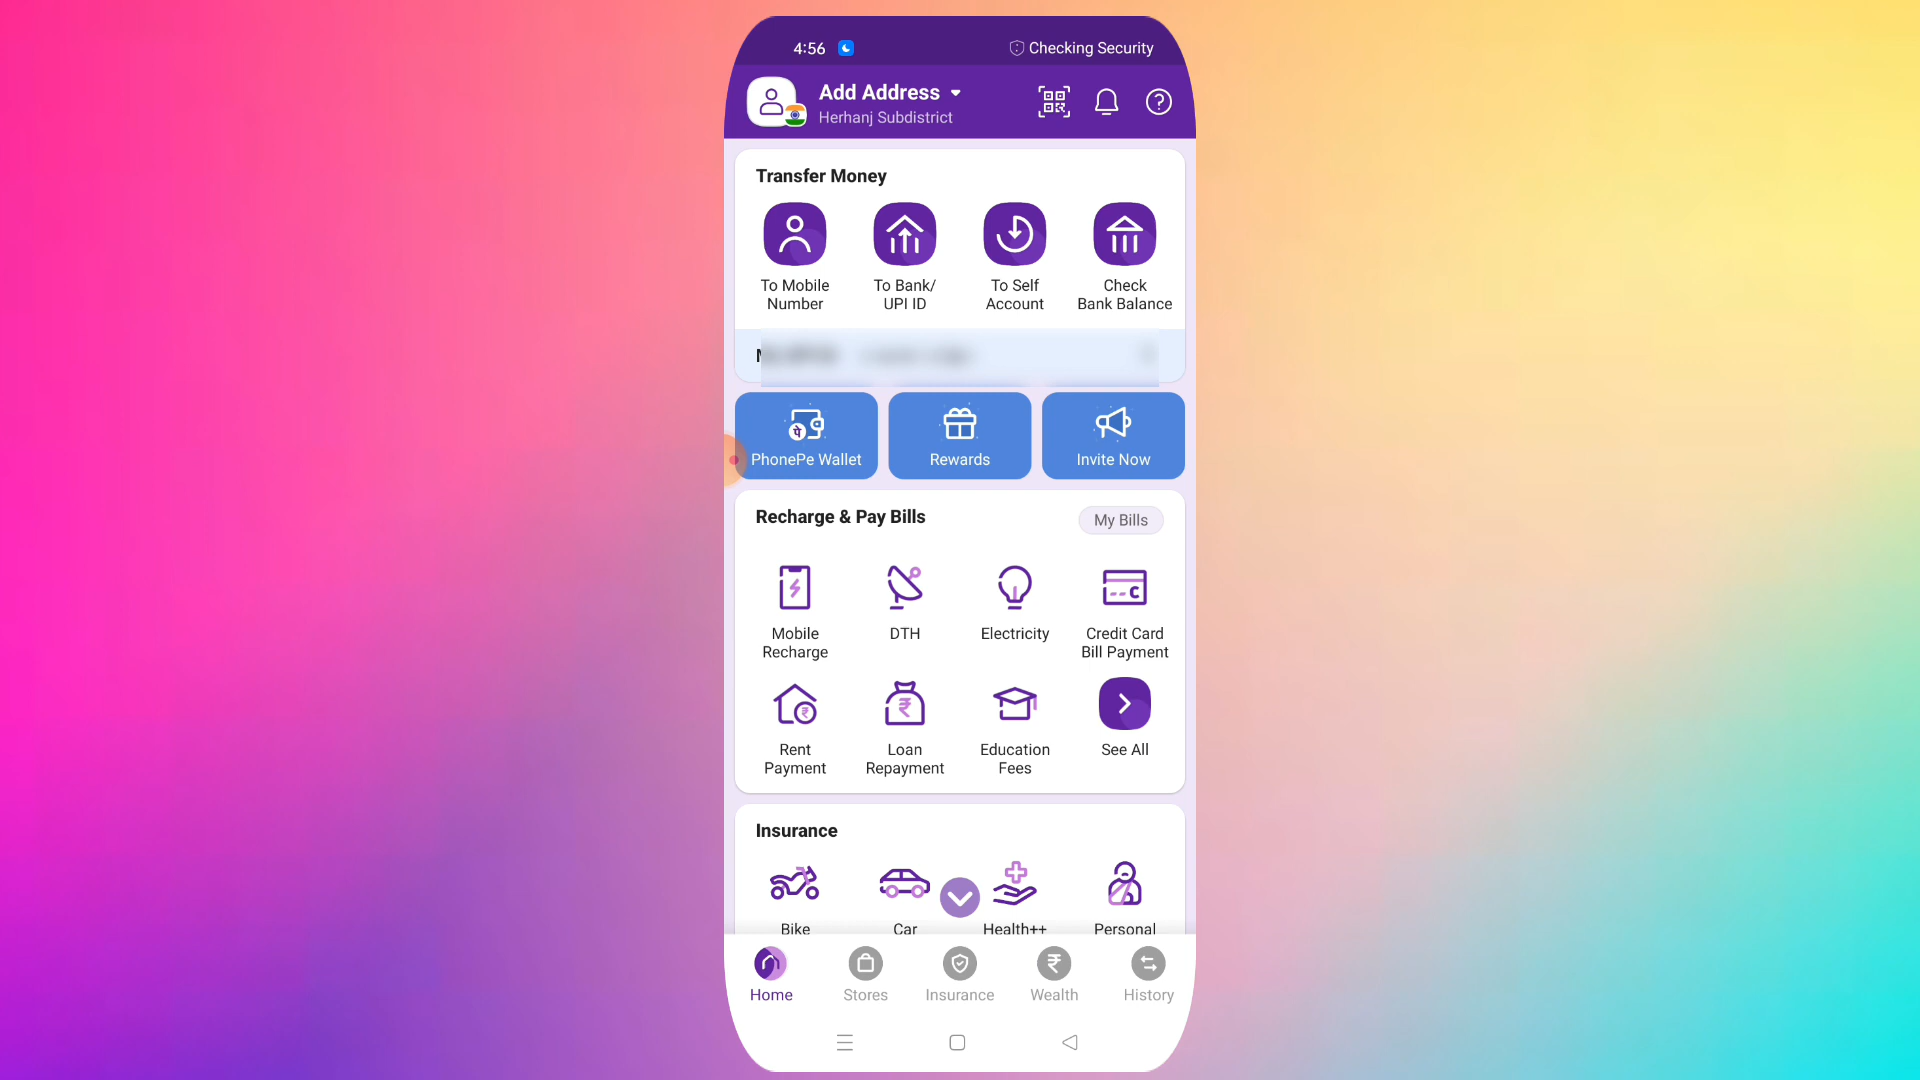 4:56
Checking Security
Add Address
Herhanj Subdistrict
Transfer Money
To Mobile
Number
To Bank/
UPI ID
To Self
Account
Check
Bank Balance
पे
PhonePe Wallet
Rewards
Invite Now
Recharge & Pay Bills
My Bills
Mobile
Recharge
DTH
Electricity
C
Credit Card
Bill Payment
₹
Rent
Payment
₹
Loan
Repayment
Education
Fees
See All
Insurance
Bike
Car
Health++
Personal
Home
Stores
Insurance
₹
Wealth
History